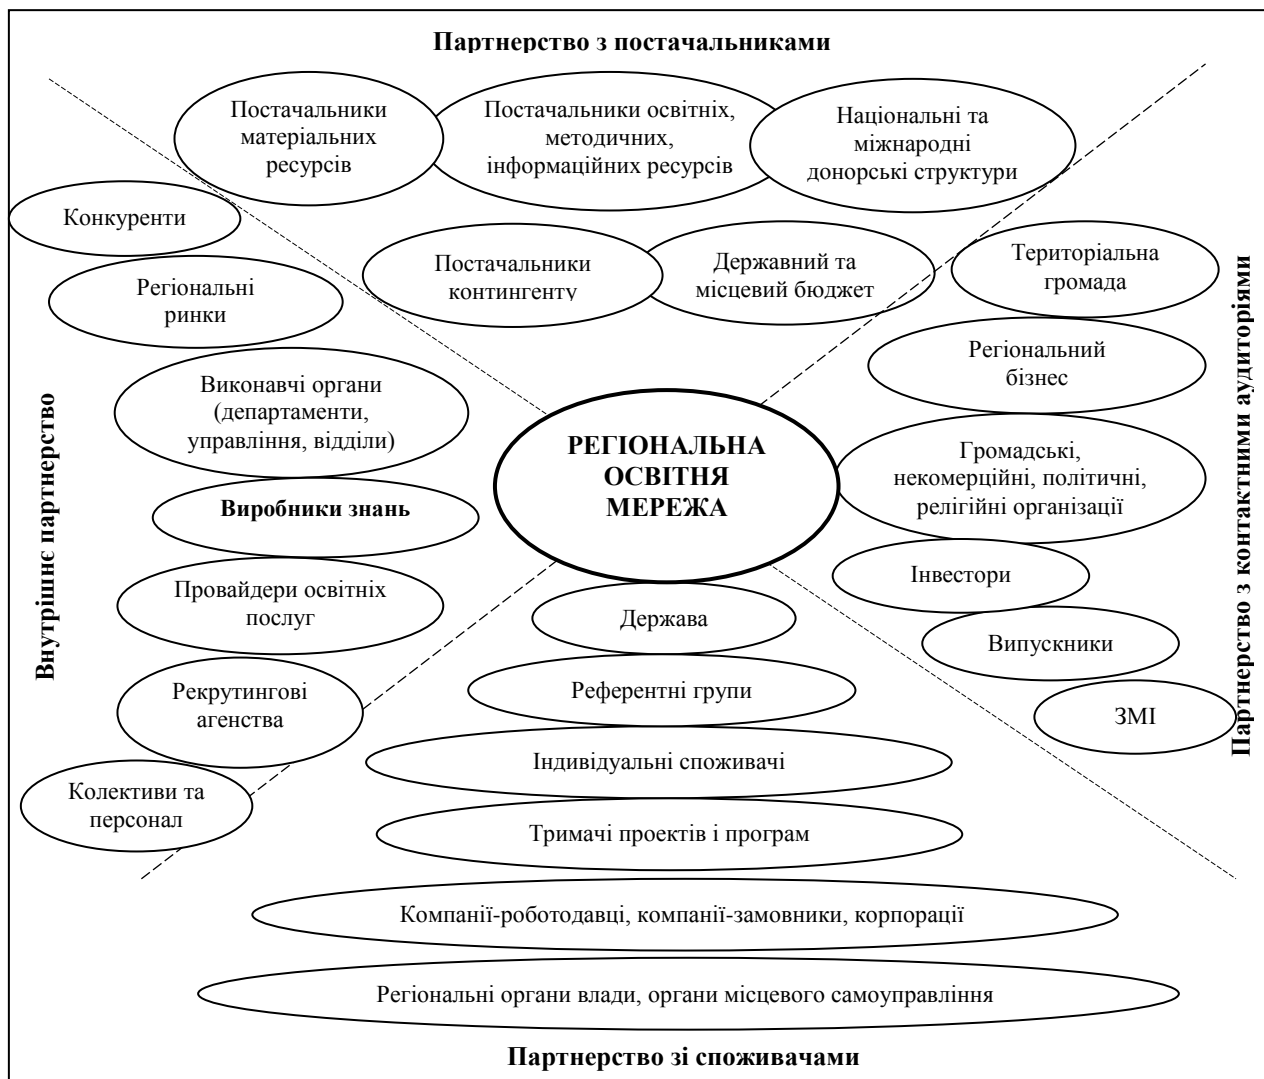 Партнерство з постачальниками
Постачальники
матеріальних
ресурсів
Постачальники освітніх,
методичних,
інформаційних ресурсів
Національні та
міжнародні
донорські структури
Конкуренти
Постачальники
контингенту
Державний та
місцевий бюджет
Територіальна
громада
Регіональні
ринки
Регіональний
бізнес
Виконавчі органи
(департаменти,
управління, відділи)
РЕГІОНАЛЬНА
ОСВІТНЯ
МЕРЕЖА
Громадські,
некомерційні, політичні,
релігійні організації
Виробники знань
Внутрішнє партнерство
Партнерство з контактними аудиторіями
Провайдери освітніх
послуг
Інвестори
Держава
Випускники
Рекрутингові
агенства
Референтні групи
ЗМІ
Індивідуальні споживачі
Колективи та
персонал
Тримачі проектів і програм
Компанії-роботодавці, компанії-замовники, корпорації
Регіональні органи влади, органи місцевого самоуправління
Партнерство зі споживачами